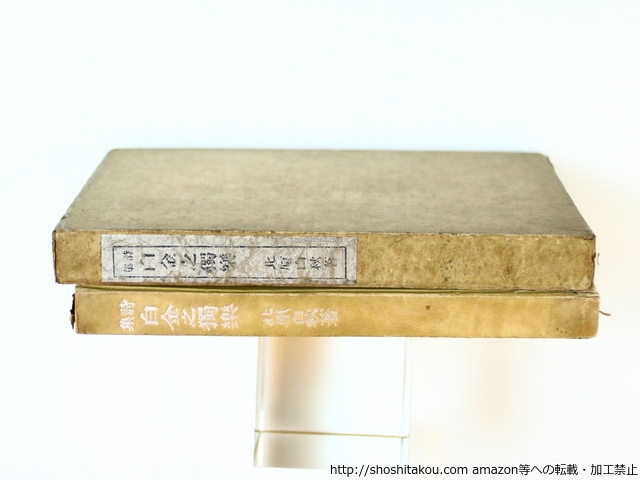 詩集 白金之獨樂 北原白秋著
詩集 白金之獨樂 北原白秋著
http://shoshitakou.com amazon等への転載・加工禁止